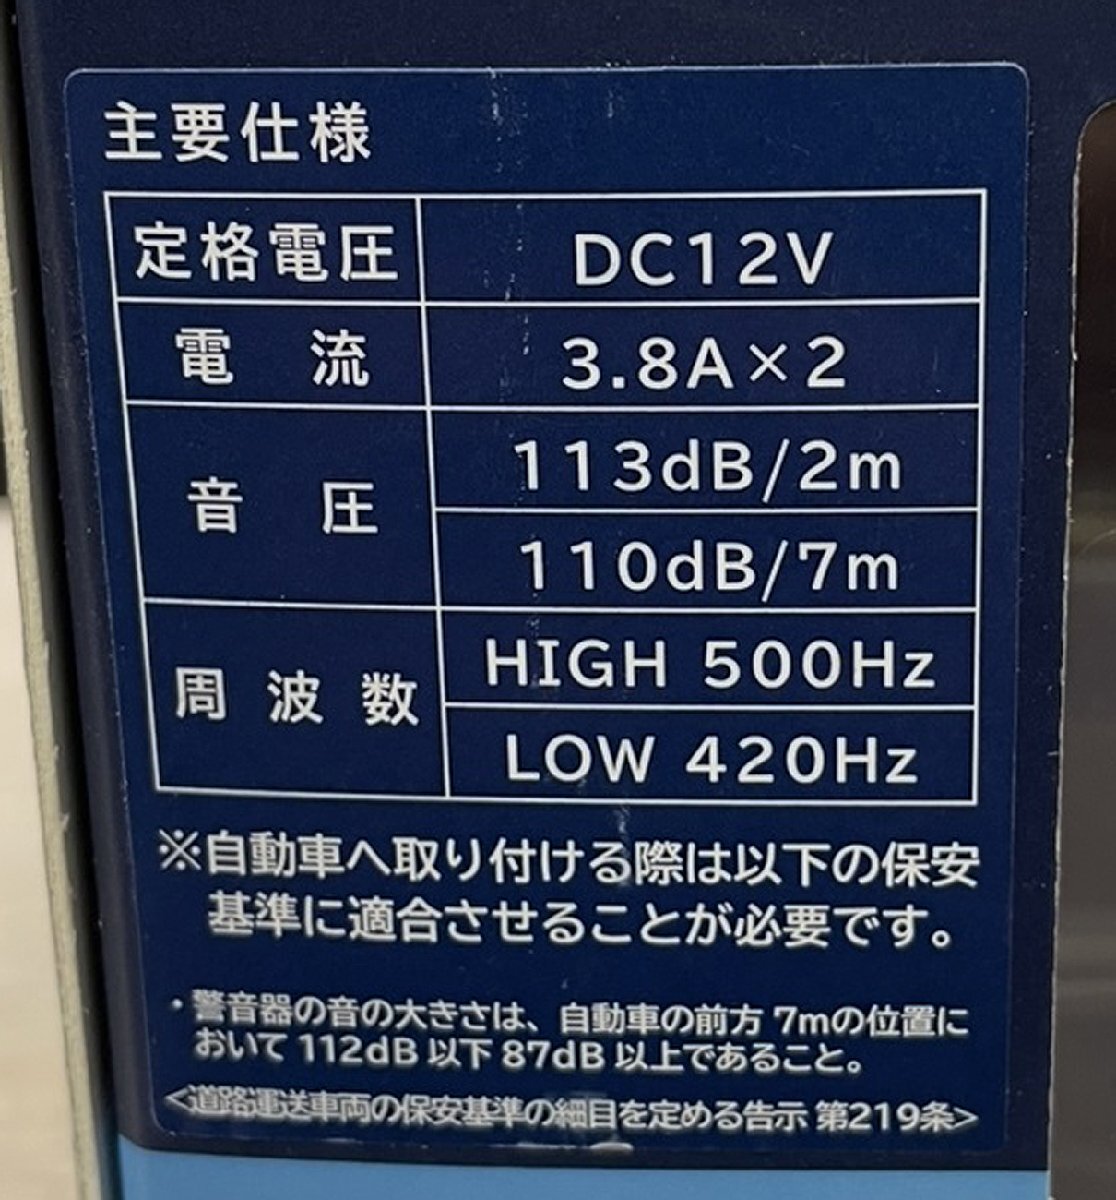 主要仕様
定格電圧 DC12V
電流 3.8A×2
音圧 113dB/2m
110dB/7m
周波数 HIGH 500Hz
LOW 420Hz
※自動車へ取り付ける際は以下の保安
基準に適合させることが必要です。
・警音器の音の大きさは、自動車の前方 7mの位置に
おいて 112dB 以下 87dB 以上であること。
<道路運送車両の保安基準の細目を定める告示 第219条>